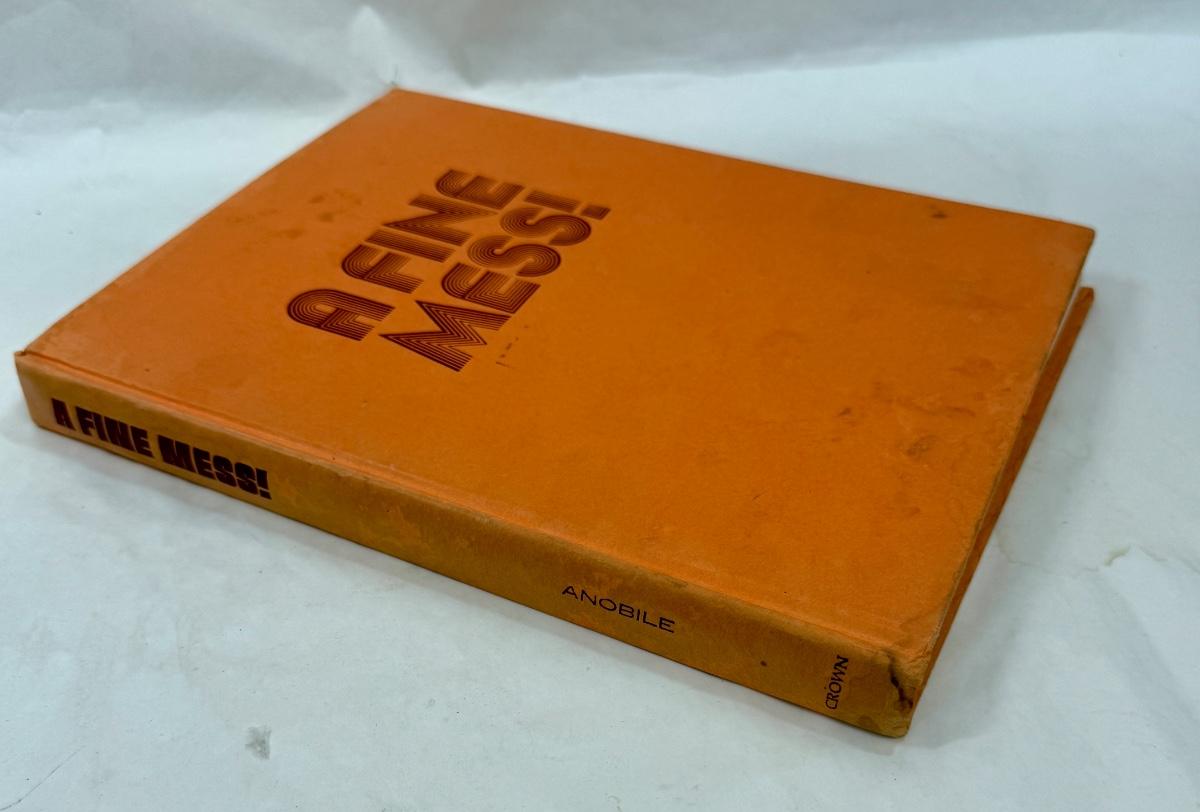 A FINE
MESS!
A FINE MESS!
ANOBILE
CROWN